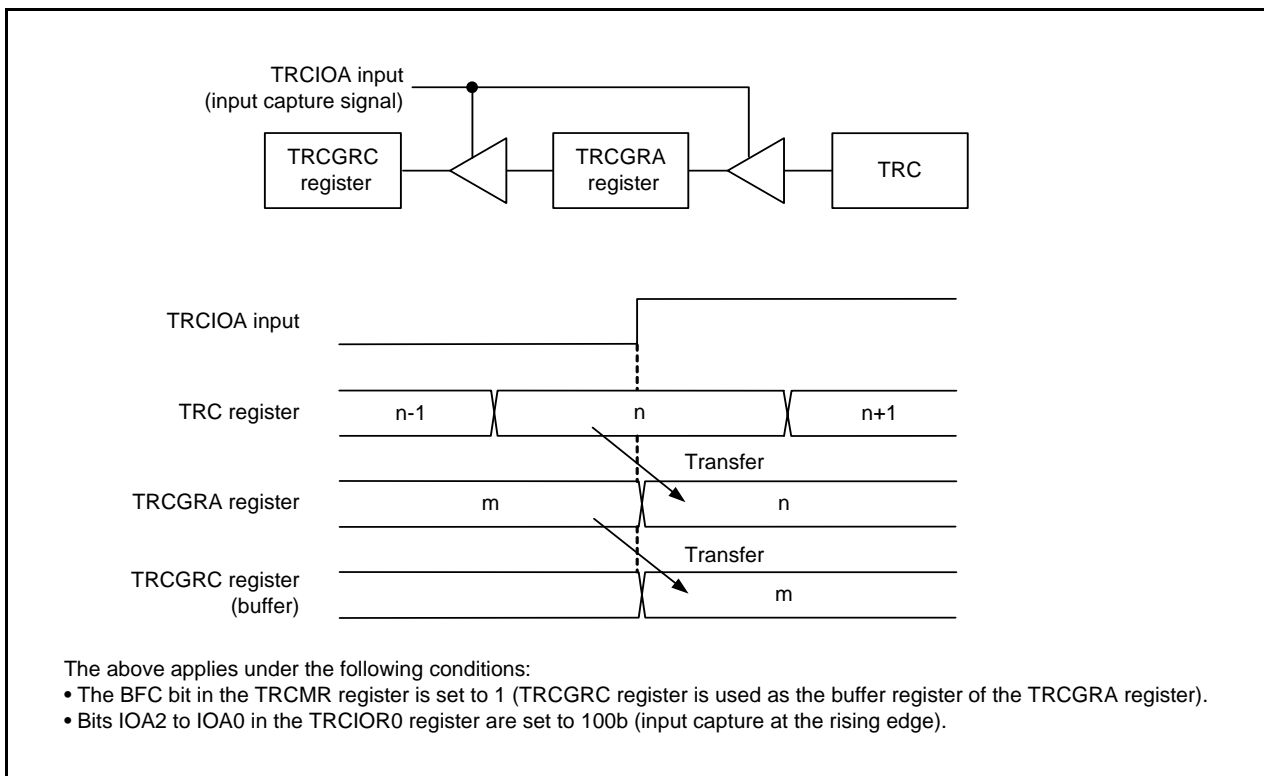 TRCIOA input
(input capture signal)
TRCGRC
register
TRCGRA
register
TRC
TRCIOA input
TRC register
n-1
n
n+1
Transfer
TRCGRA register
m
n
Transfer
TRCGRC register
(buffer)
m
The above applies under the following conditions:
• The BFC bit in the TRCMR register is set to 1 (TRCGRC register is used as the buffer register of the TRCGRA register).
• Bits IOA2 to IOA0 in the TRCIOR0 register are set to 100b (input capture at the rising edge).